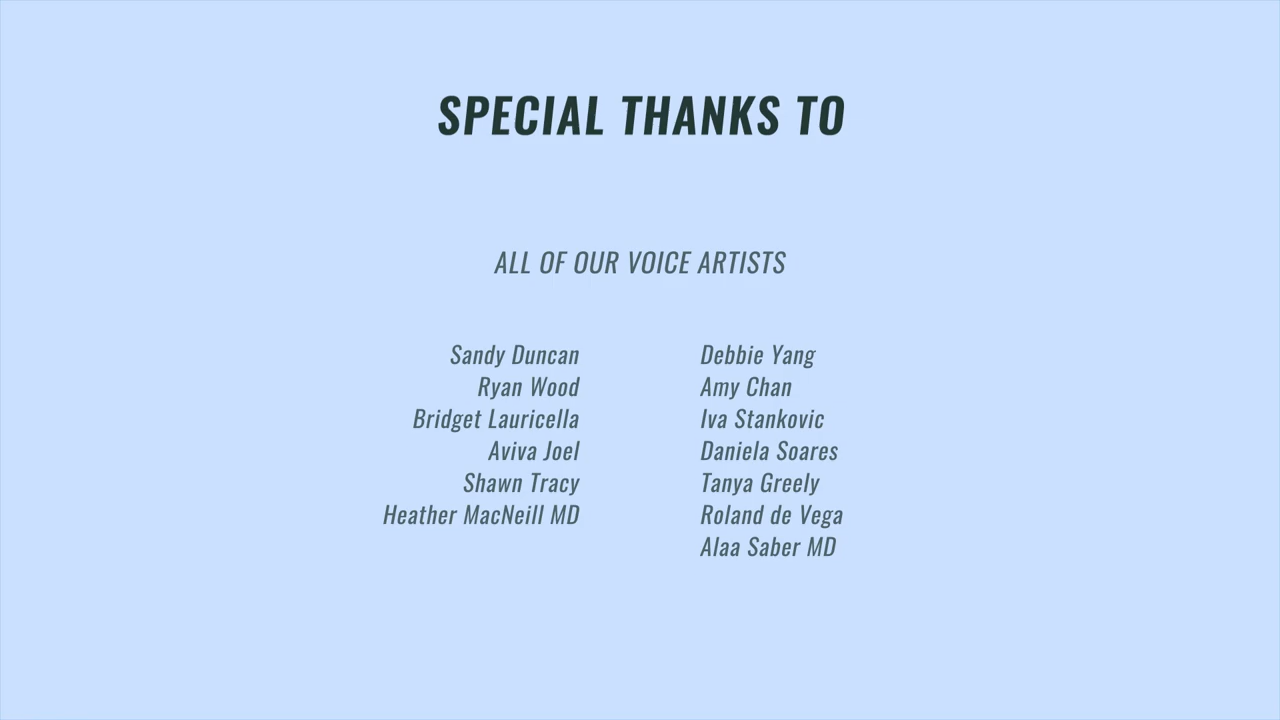 SPECIAL THANKS TO
ALL OF OUR VOICE ARTISTS
Sandy Duncan
Ryan Wood
Bridget Lauricella
Aviva Joel
Shawn Tracy
Heather MacNeill MD
Debbie Yang
Amy Chan
Iva Stankovic
Daniela Soares
Tanya Greely
Roland de Vega
Alaa Saber MD